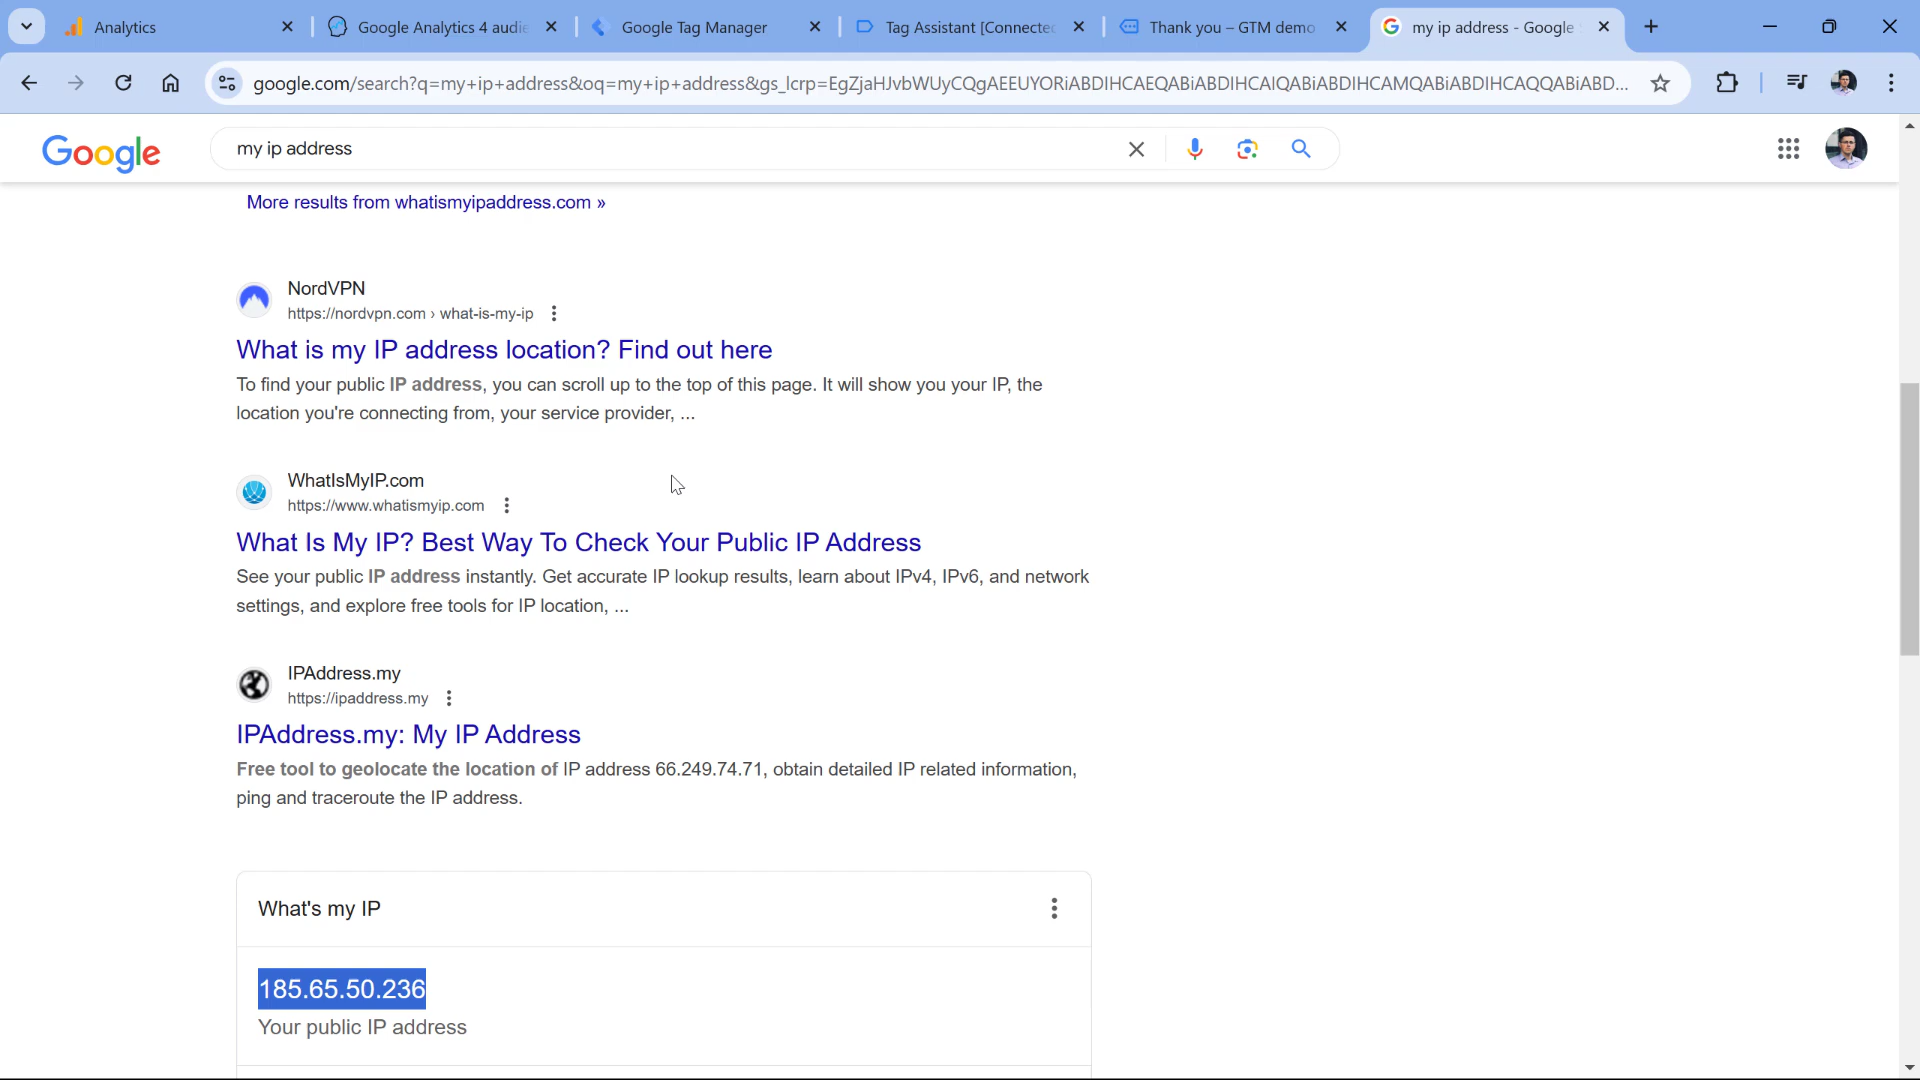 Analytics
Google Analytics 4 audie
Google Tag Manager
Tag Assistant [Connected
Thank you – GTM demo
my ip address - Google
google.com/search?q=my+ip+address&oq=my+ip+address&gs_lcrp=EgZjaHJvbWUyCQgAEEUYORiABDIHCAEQABiABDIHCAIQABiABDIHCAMQABiABDIHCAQQABiABD...
Google
my ip address
More results from whatismyipaddress.com »
NordVPN
https://nordvpn.com › what-is-my-ip
What is my IP address location? Find out here
To find your public IP address, you can scroll up to the top of this page. It will show you your IP, the
location you're connecting from, your service provider, ...
WhatIsMyIP.com
https://www.whatismyip.com
What Is My IP? Best Way To Check Your Public IP Address
See your public IP address instantly. Get accurate IP lookup results, learn about IPv4, IPv6, and network
settings, and explore free tools for IP location, ...
IPAddress.my
https://ipaddress.my
IPAddress.my: My IP Address
Free tool to geolocate the location of IP address 66.249.74.71, obtain detailed IP related information,
ping and traceroute the IP address.
What's my IP
185.65.50.236
Your public IP address